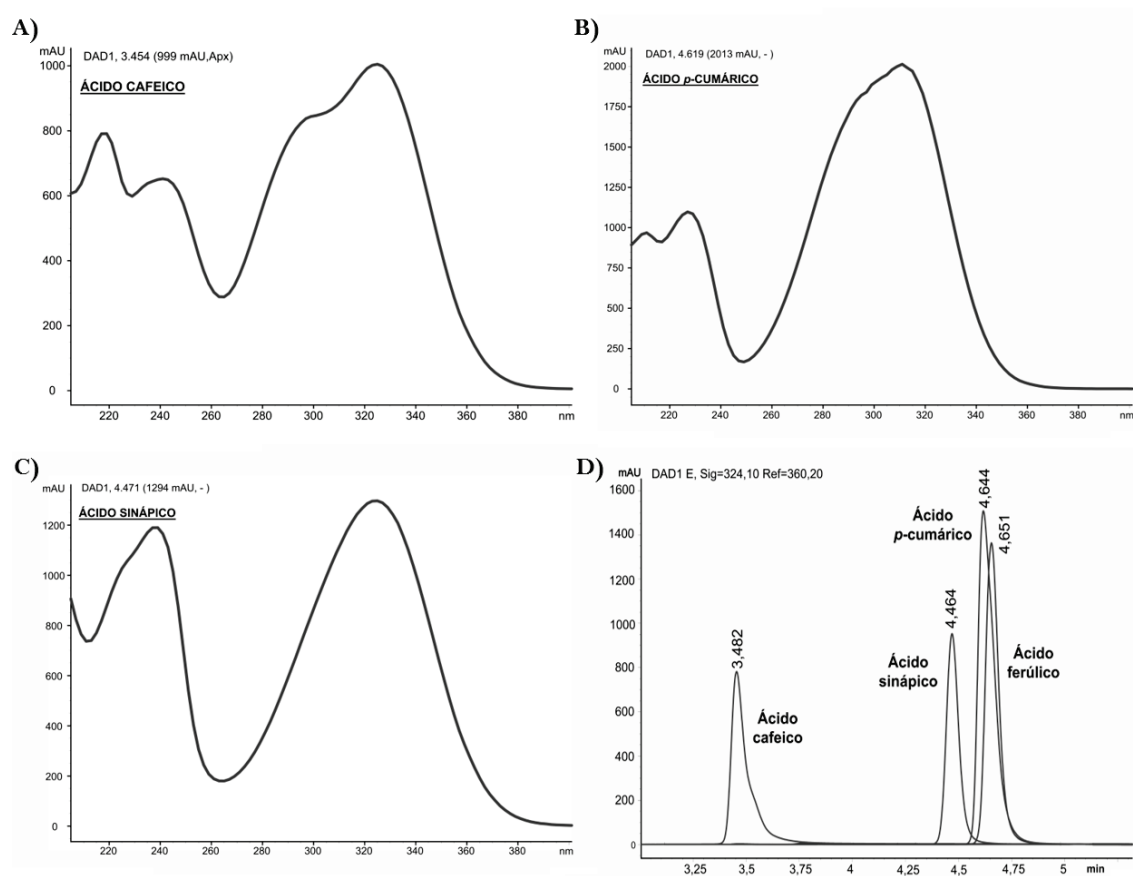 A)
mAU
DAD1, 3.454 (999 mAU,Apx)
ÁCIDO CAFEICO
1000
800
600
400
200
0
220 240 260 280 300 320 340 360 380 nm
B)
mAU
DAD1, 4.619 (2013 mAU, - )
ÁCIDO p-CUMÁRICO
2000
1750
1500
1250
1000
750
500
250
0
220 240 260 280 300 320 340 360 380 nm
C)
mAU
DAD1, 4.471 (1294 mAU, - )
ÁCIDO SINÁPICO
1200
1000
800
600
400
200
0
220 240 260 280 300 320 340 360 380 nm
D)
mAU
DAD1 E, Sig=324,10 Ref=360,20
1600
1400
1200
1000
800
600
400
200
0
3,482
Ácido
cafeico
4,464
Ácido
sinápico
4,644
Ácido
p-cumárico
4,651
Ácido
ferúlico
3,25 3,5 3,75 4 4,25 4,5 4,75 5 min